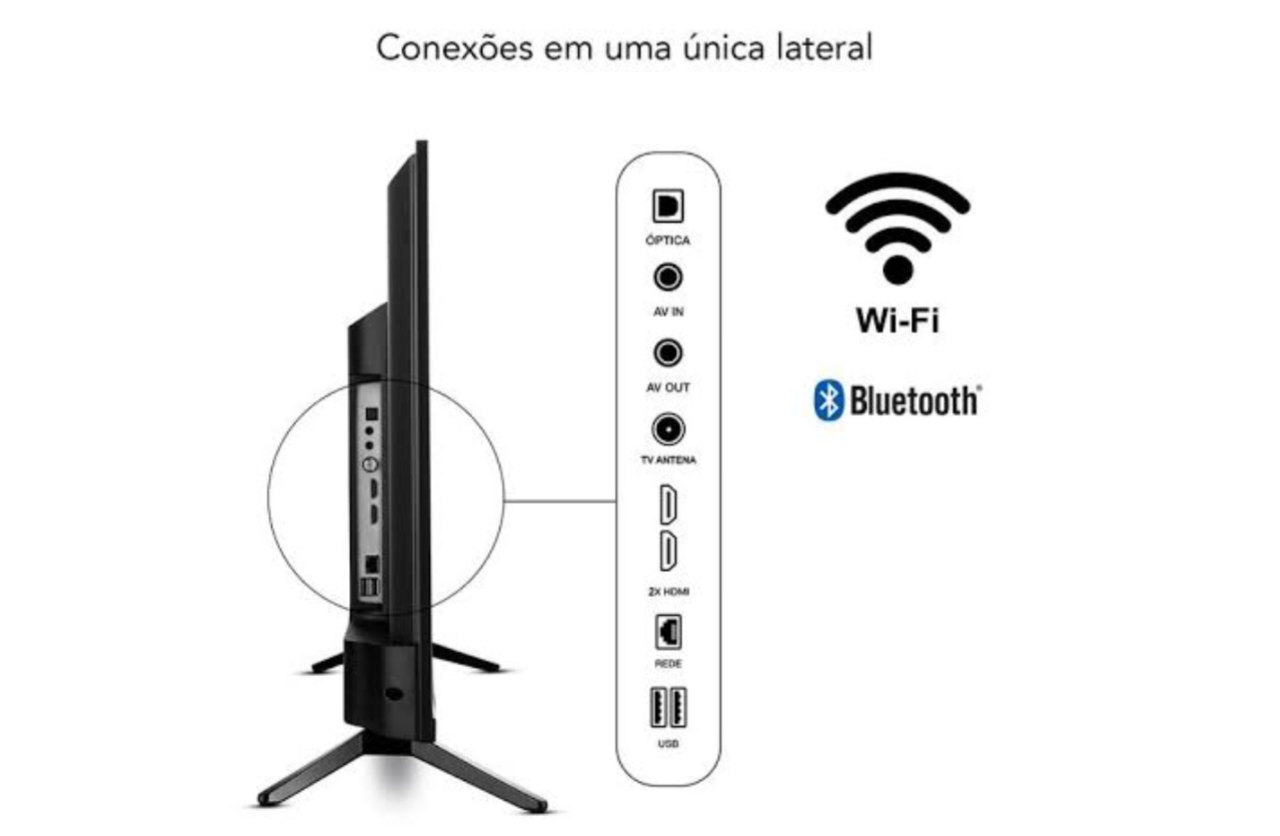 Conexões em uma única lateral
ÓPTICA
AV IN
AV OUT
TV ANTENA
2X HDMI
REDE
USB
Wi-Fi
Bluetooth®